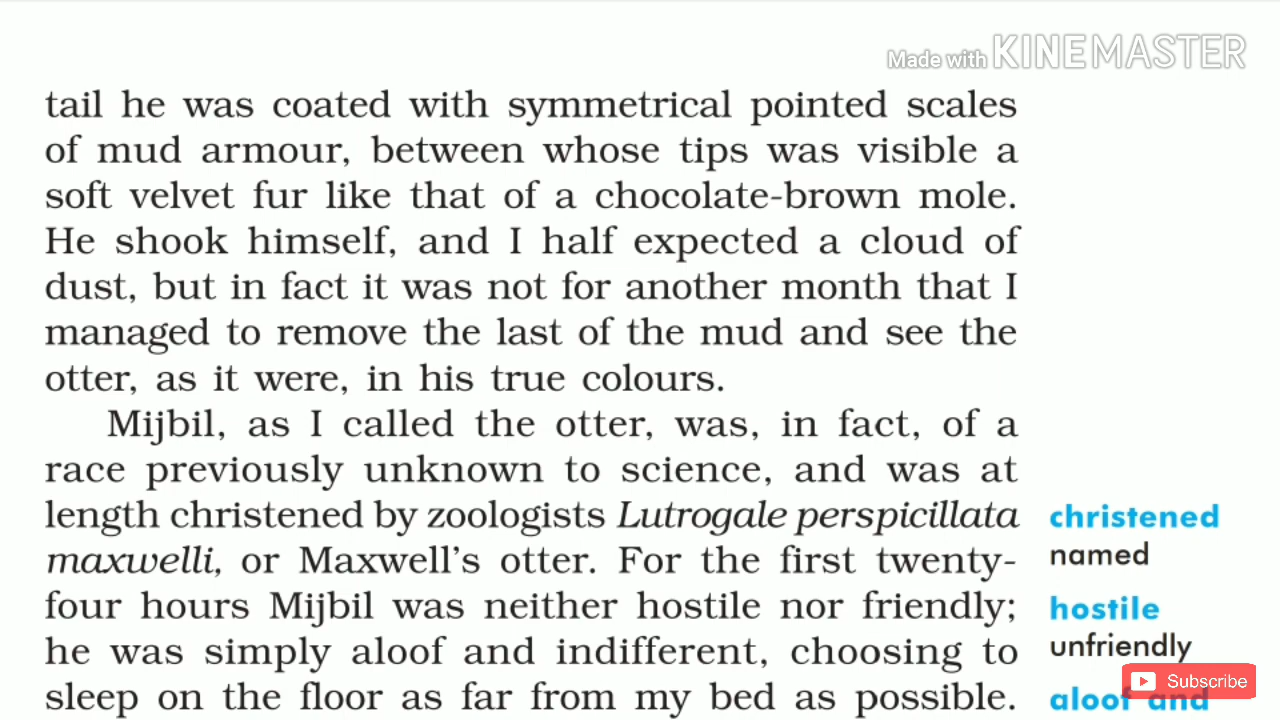 Made with KINEMASTER
tail he was coated with symmetrical pointed scales
of mud armour, between whose tips was visible a
soft velvet fur like that of a chocolate-brown mole.
He shook himself, and I half expected a cloud of
dust, but in fact it was not for another month that I
managed to remove the last of the mud and see the
otter, as it were, in his true colours.
Mijbil, as I called the otter, was, in fact, of a
race previously unknown to science, and was at
length christened by zoologists Lutrogale perspicillata
maxwelli, or Maxwell's otter. For the first twenty-
four hours Mijbil was neither hostile nor friendly;
he was simply aloof and indifferent, choosing to
sleep on the floor as far from my bed as possible.
christened
named
hostile
unfriendly
aloof and
Subscribe